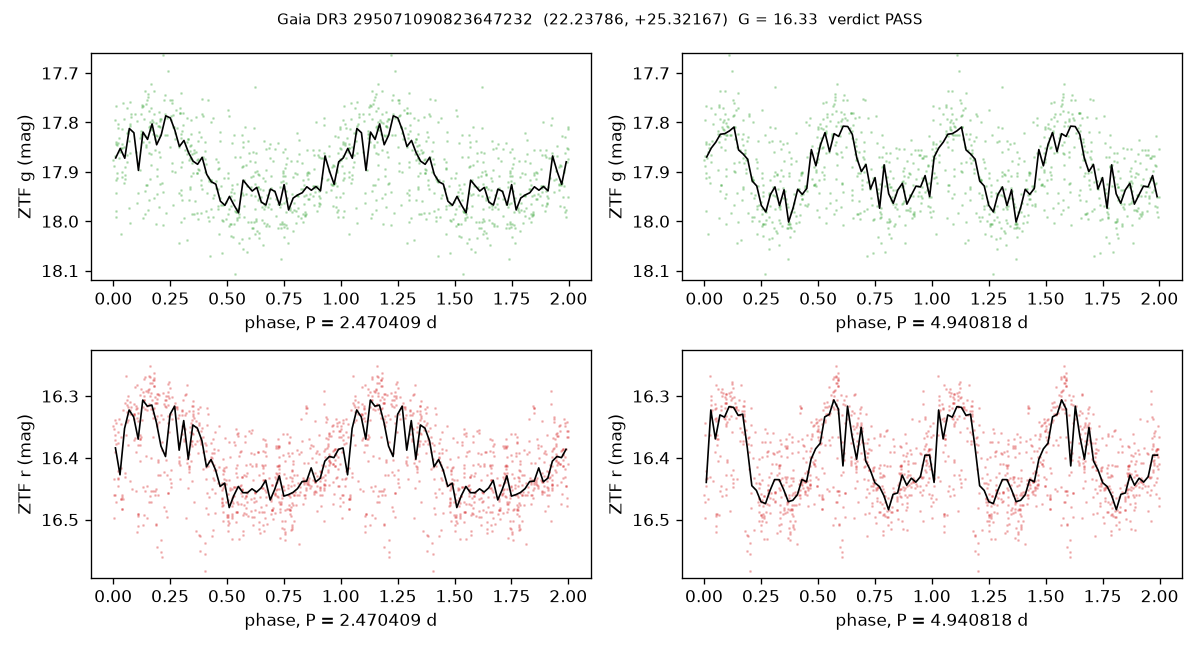 Gaia DR3 295071090823647232  (22.23786, +25.32167)  G = 16.33  verdict PASS
ZTF g (mag)
17.7
17.8
17.9
18.0
18.1
0.00 0.25 0.50 0.75 1.00 1.25 1.50 1.75 2.00
phase, P = 2.470409 d
ZTF g (mag)
17.7
17.8
17.9
18.0
18.1
0.00 0.25 0.50 0.75 1.00 1.25 1.50 1.75 2.00
phase, P = 4.940818 d
ZTF r (mag)
16.3
16.4
16.5
0.00 0.25 0.50 0.75 1.00 1.25 1.50 1.75 2.00
phase, P = 2.470409 d
ZTF r (mag)
16.3
16.4
16.5
0.00 0.25 0.50 0.75 1.00 1.25 1.50 1.75 2.00
phase, P = 4.940818 d